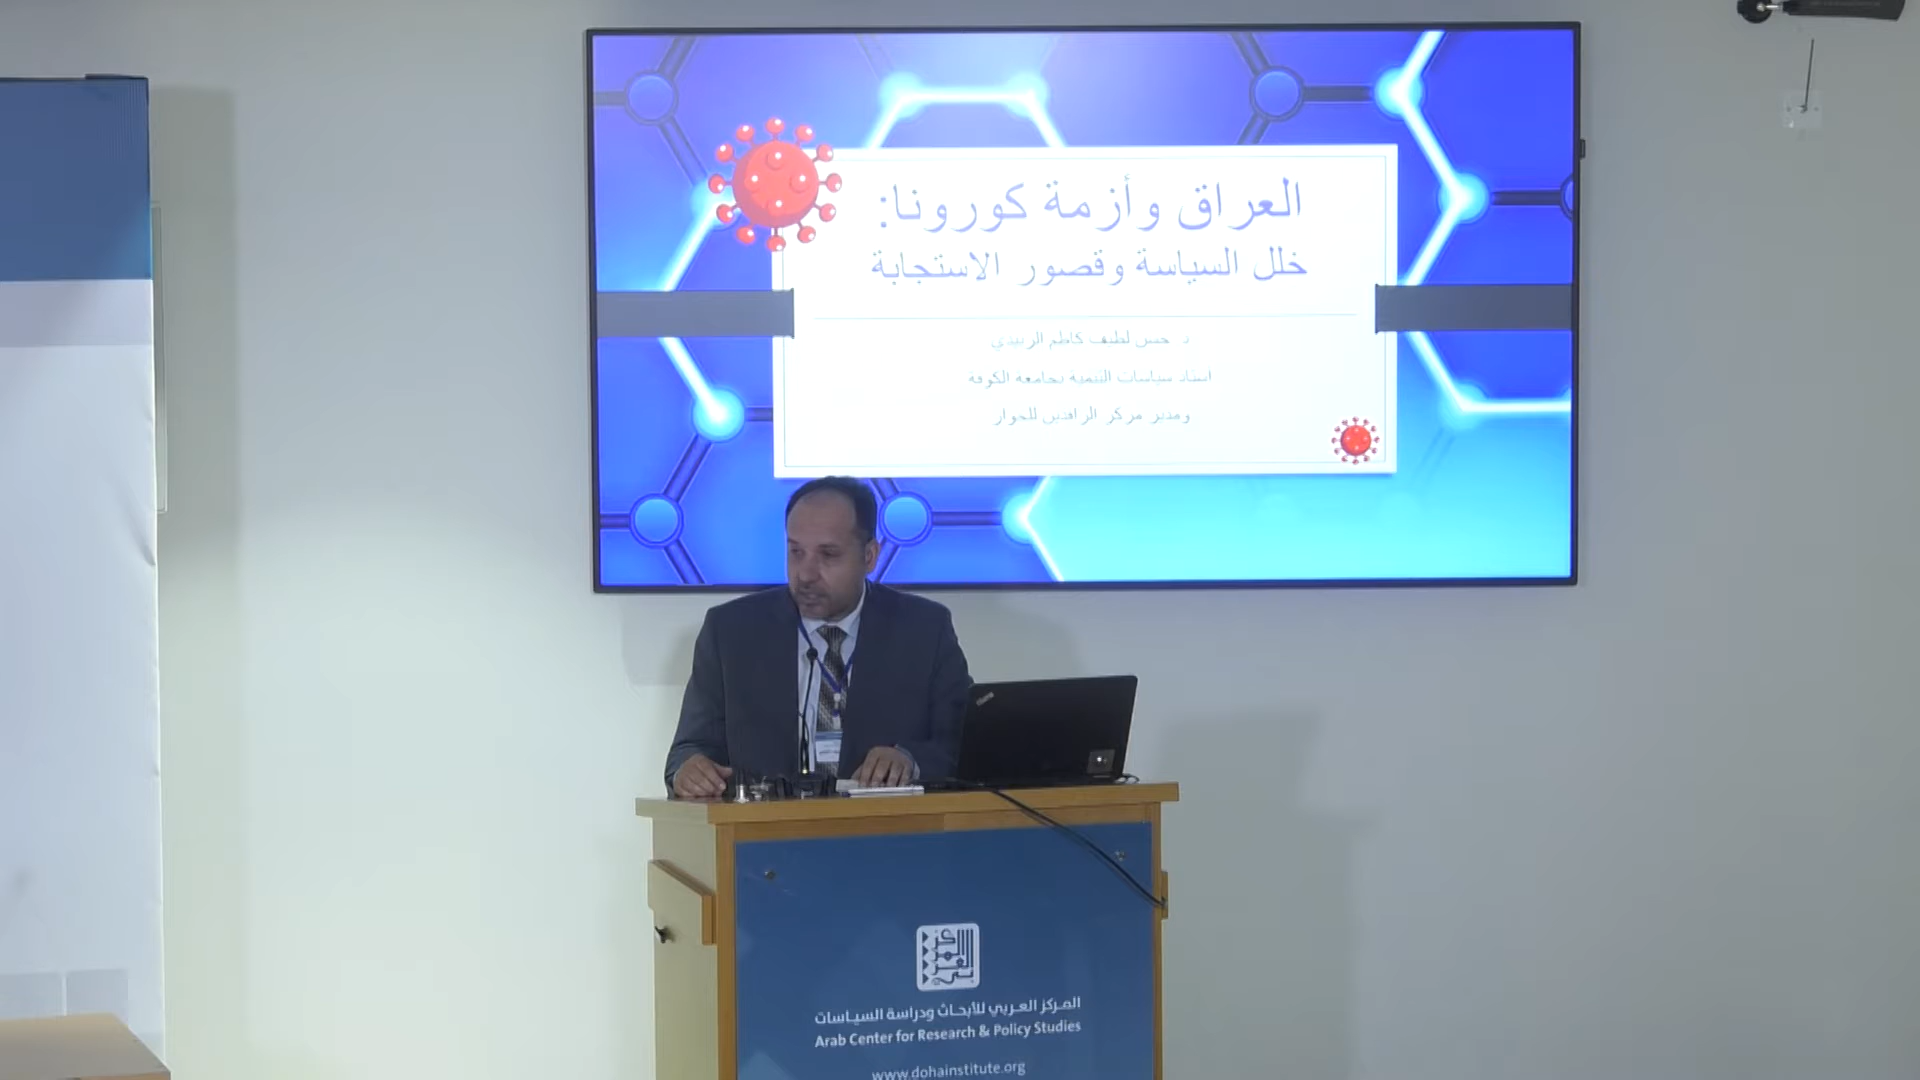 العراق وأزمة كورونا:
خلل السياسة وقصور الاستجابة
د. حسن لطيف كاظم الزبيدي
أستاذ سياسات التنمية بجامعة الكوفة
ومدير مركز الرافدين للحوار
المركز العربي للأبحاث ودراسة السياسات
Arab Center for Research & Policy Studies
www.dohainstitute.org